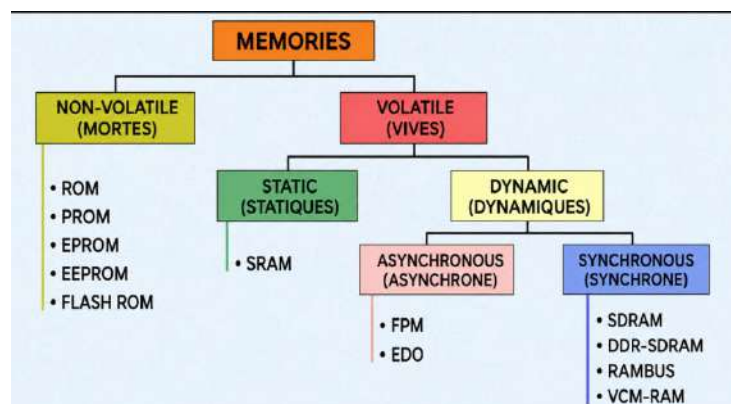 MEMORIES
NON-VOLATILE
(MORTES)
VOLATILE
(VIVES)
• ROM
• PROM
• EPROM
• EEPROM
• FLASH ROM
STATIC
(STATIQUES)
DYNAMIC
(DYNAMIQUES)
• SRAM
ASYNCHRONOUS
(ASYNCHRONE)
SYNCHRONOUS
(SYNCHRONE)
• FPM
• EDO
• SDRAM
• DDR-SDRAM
• RAMBUS
• VCM-RAM